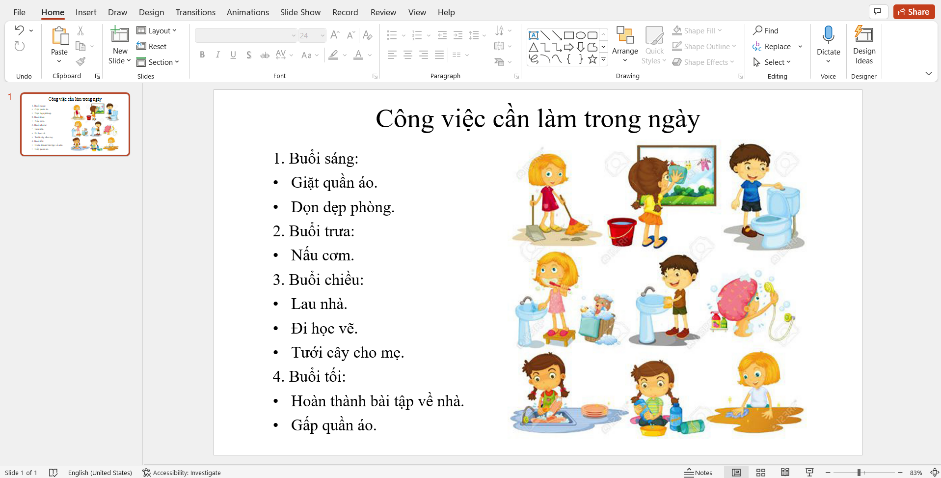 File Home Insert Draw Design Transitions Animations Slide Show Record Review View Help
Share
Undo
Paste
Clipboard
New
Slide
Layout
Reset
Section
Slides
24
Font
Paragraph
Arrange
Quick
Styles
Shape Fill
Shape Outline
Shape Effects
Drawing
Find
Replace
Select
Editing
Dictate
Voice
Design
Ideas
Designer
1
Công việc cần làm trong ngày
1. Buổi sáng:
• Giặt quần áo.
• Dọn dẹp phòng.
2. Buổi trưa:
• Nấu cơm.
3. Buổi chiều:
• Lau nhà.
• Đi học vẽ.
• Tưới cây cho mẹ.
4. Buổi tối:
• Hoàn thành bài tập về nhà.
• Gấp quần áo.
Slide 1 of 1 English (United States) Accessibility: Investigate Notes 83%